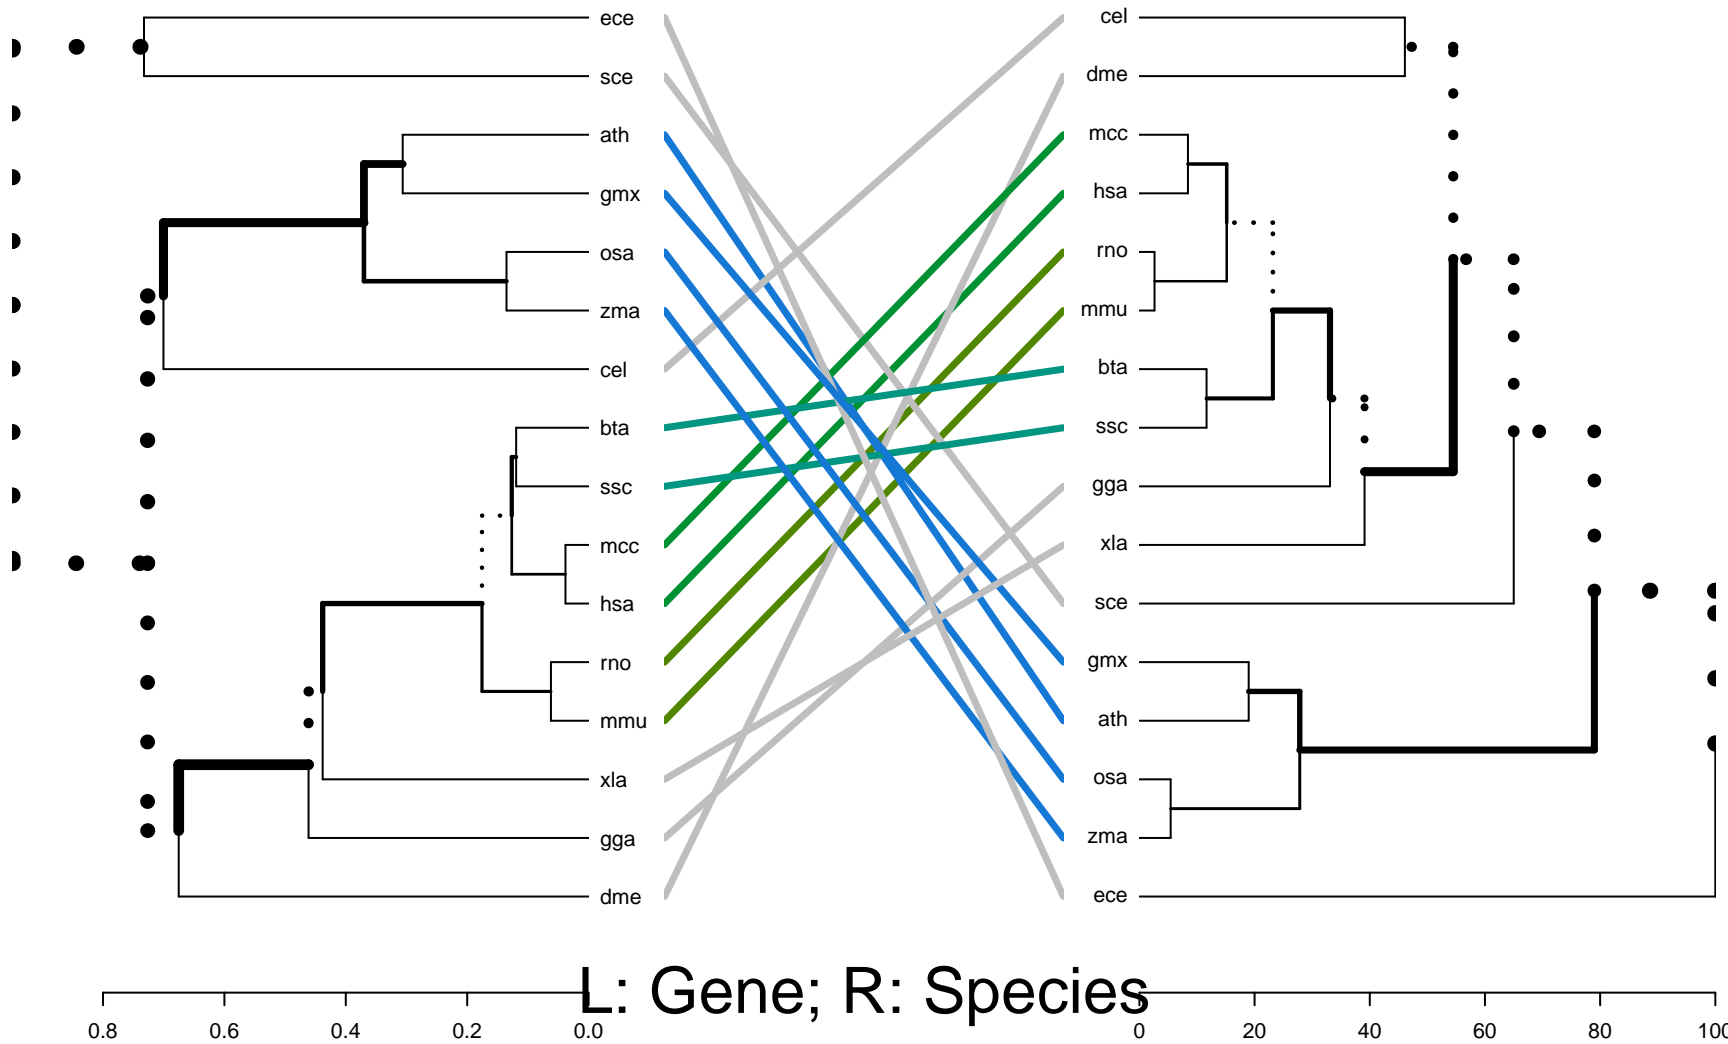 ece cel
sce dme
ath mcc
gmx hsa
osa rno
zma mmu
cel bta
bta ssc
ssc gga
mcc xla
hsa sce
rno gmx
mmu ath
xla osa
gga zma
dme ece
L: Gene; R: Species
0.8 0.6 0.4 0.2 0.0 0 20 40 60 80 100